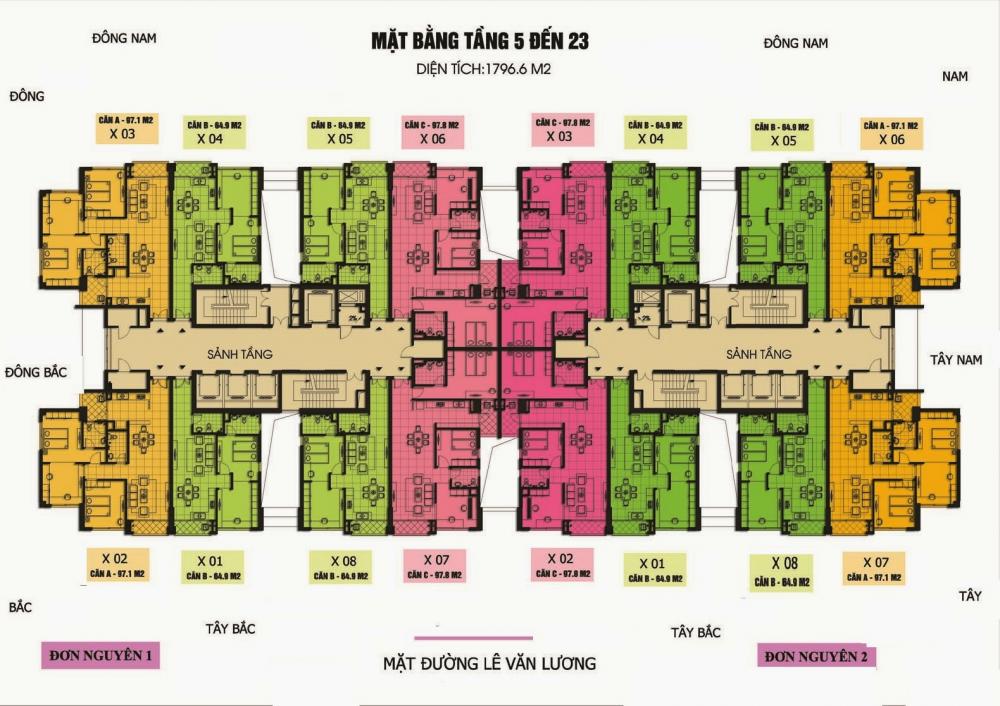 MẶT BẰNG TẦNG 5 ĐẾN 23
DIỆN TÍCH:1796.6 M2
ĐÔNG NAM
ĐÔNG NAM
NAM
ĐÔNG
CĂN A - 97.1 M2
X 03
CĂN B - 64.9 M2
X 04
CĂN B - 64.9 M2
X 05
CĂN C - 97.8 M2
X 06
CĂN C - 97.8 M2
X 03
CĂN B - 64.9 M2
X 04
CĂN B - 64.9 M2
X 05
CĂN A - 97.1 M2
X 06
2%
2%
SẢNH TẦNG
SẢNH TẦNG
ĐÔNG BẮC
TÂY NAM
X 02
CĂN A - 97.1 M2
X 01
CĂN B - 64.9 M2
X 08
CĂN B - 64.9 M2
X 07
CĂN C - 97.8 M2
X 02
CĂN C - 97.8 M2
X 01
CĂN B - 64.9 M2
X 08
CĂN B - 64.9 M2
X 07
CĂN A - 97.1 M2
BẮC
TÂY
TÂY BẮC
TÂY BẮC
ĐƠN NGUYÊN 1
MẶT ĐƯỜNG LÊ VĂN LƯƠNG
ĐƠN NGUYÊN 2